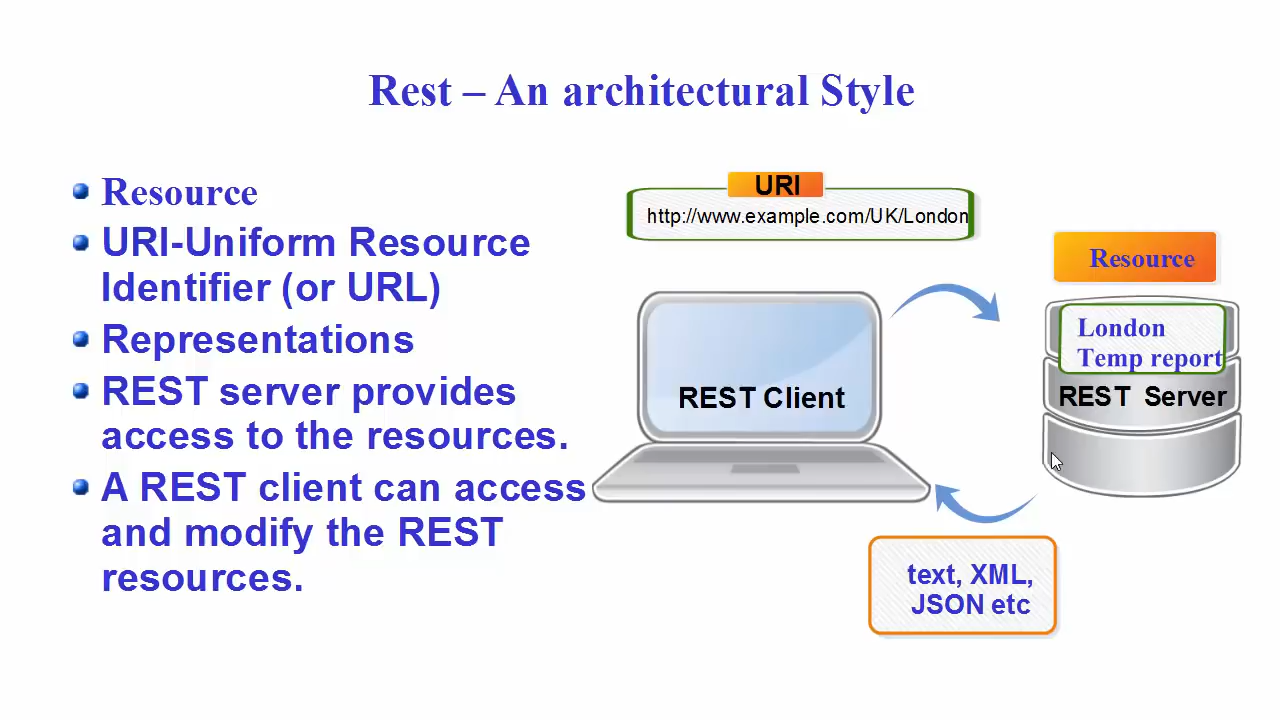 Rest – An architectural Style
Resource
URI-Uniform Resource
Identifier (or URL)
Representations
REST server provides
access to the resources.
A REST client can access
and modify the REST
resources.
URI
http://www.example.com/UK/London
Resource
London
Temp report
REST Server
REST Client
text, XML,
JSON etc